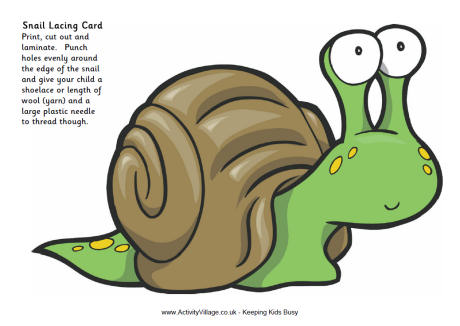 Snail Lacing Card
Print, cut out and
laminate. Punch
holes evenly around
the edge of the snail
and give your child a
shoelace or length of
wool (yarn) and a
large plastic needle
to thread though.
www.ActivityVillage.co.uk - Keeping Kids Busy